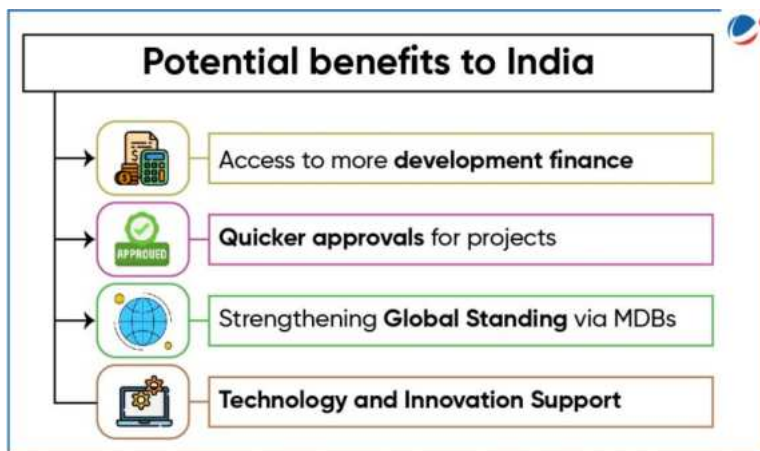 Potential benefits to India
Access to more development finance
APPROVED
Quicker approvals for projects
Strengthening Global Standing via MDBs
Technology and Innovation Support